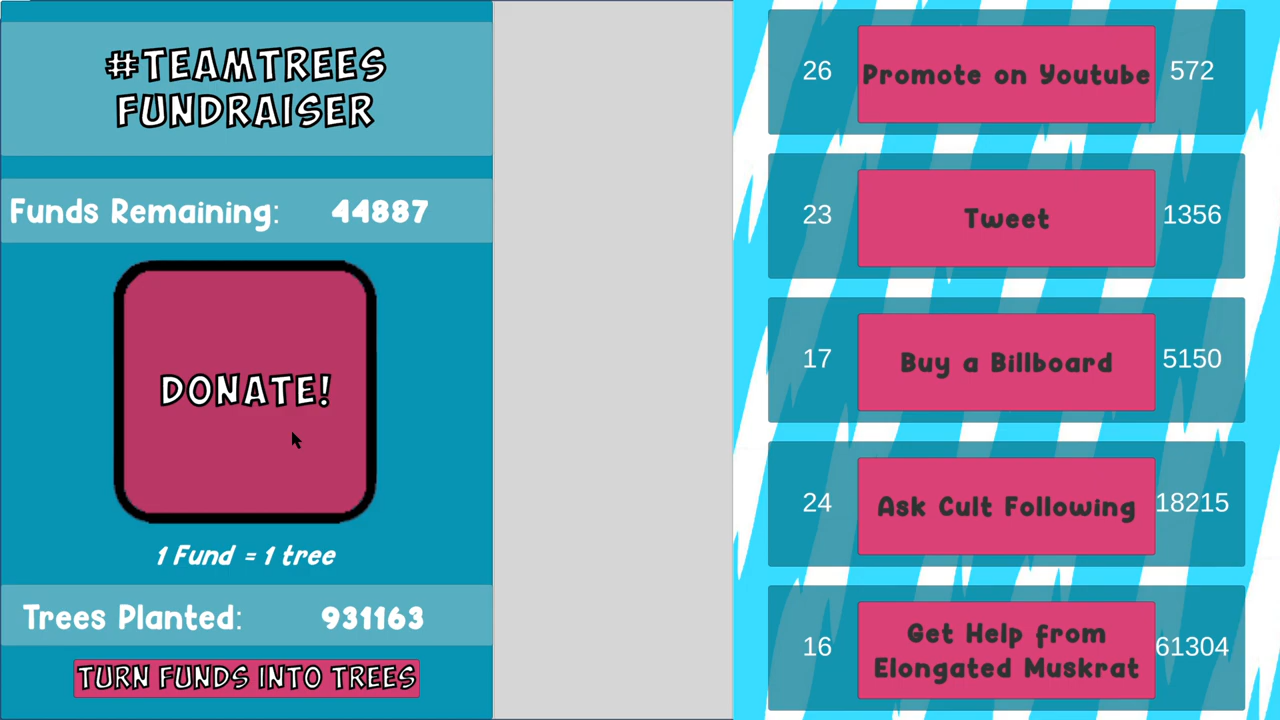 #TEAMTREES
FUNDRAISER
Funds Remaining: 44887
DONATE!
1 Fund = 1 tree
Trees Planted: 931163
TURN FUNDS INTO TREES
26 Promote on Youtube 572
23 Tweet 1356
17 Buy a Billboard 5150
24 Ask Cult Following 18215
16 Get Help from Elongated Muskrat 61304